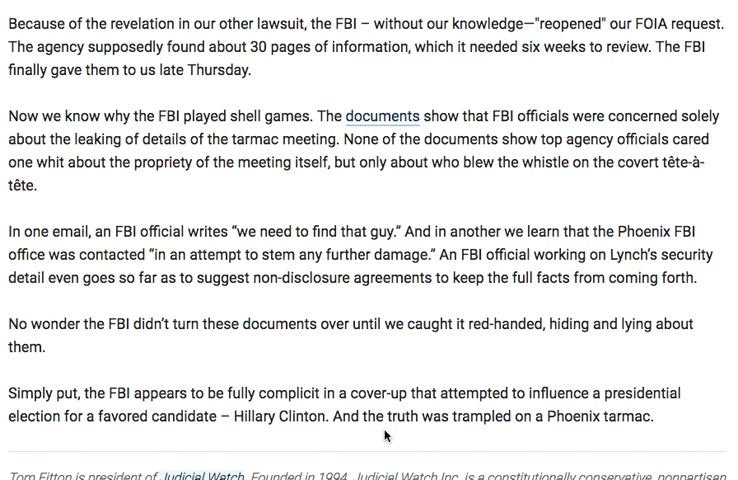 Because of the revelation in our other lawsuit, the FBI – without our knowledge—"reopened" our FOIA request.
The agency supposedly found about 30 pages of information, which it needed six weeks to review. The FBI
finally gave them to us late Thursday.
Now we know why the FBI played shell games. The documents show that FBI officials were concerned solely
about the leaking of details of the tarmac meeting. None of the documents show top agency officials cared
one whit about the propriety of the meeting itself, but only about who blew the whistle on the covert tête-à-
tête.
In one email, an FBI official writes “we need to find that guy.” And in another we learn that the Phoenix FBI
office was contacted “in an attempt to stem any further damage.” An FBI official working on Lynch’s security
detail even goes so far as to suggest non-disclosure agreements to keep the full facts from coming forth.
No wonder the FBI didn’t turn these documents over until we caught it red-handed, hiding and lying about
them.
Simply put, the FBI appears to be fully complicit in a cover-up that attempted to influence a presidential
election for a favored candidate – Hillary Clinton. And the truth was trampled on a Phoenix tarmac.
Tom Fitton is president of Judicial Watch. Founded in 1994, Judicial Watch Inc. is a constitutionally conservative, nonpartisan